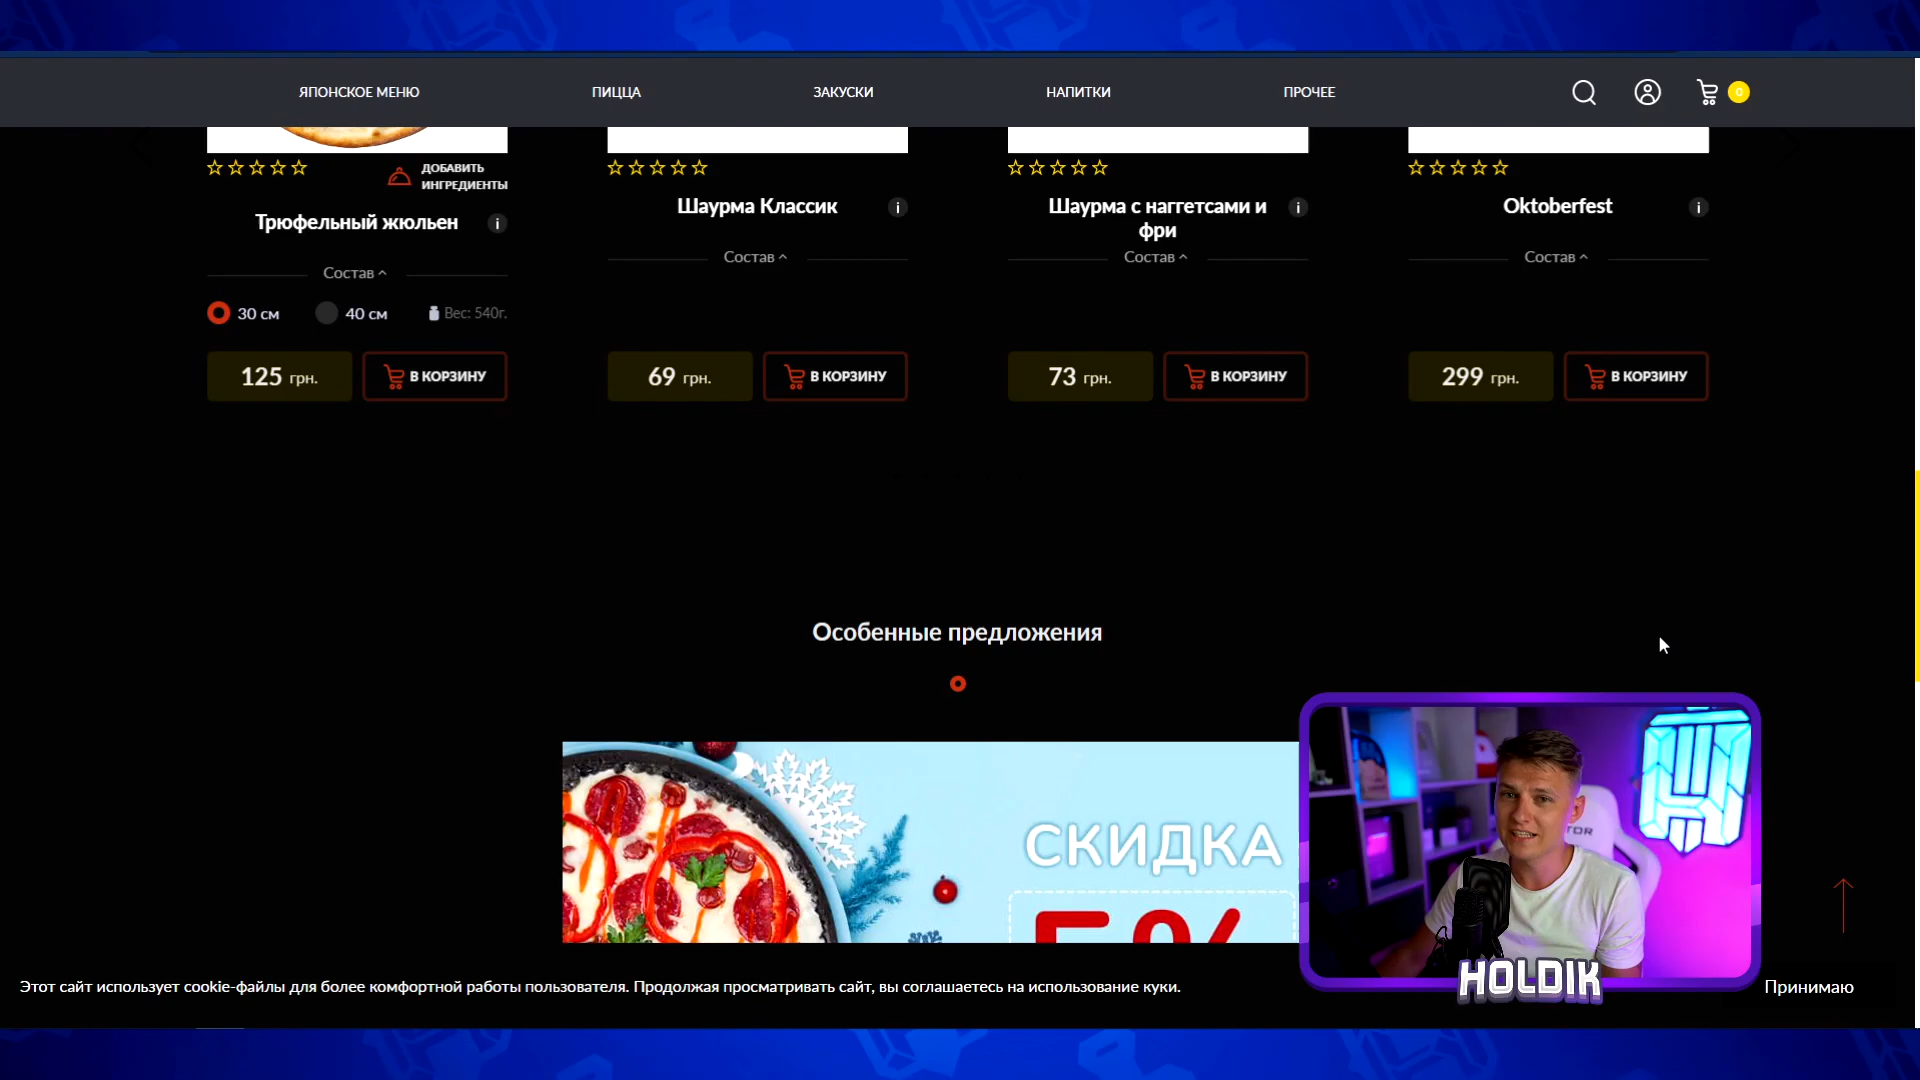 ЯПОНСКОЕ МЕНЮ
ПИЦЦА
ЗАКУСКИ
НАПИТКИ
ПРОЧЕЕ
0
ДОБАВИТЬ
ИНГРЕДИЕНТЫ
Трюфельный жюльен
i
Состав
30 см
40 см
Вес: 540г.
125 грн.
В КОРЗИНУ
Шаурма Классик
i
Состав
69 грн.
В КОРЗИНУ
Шаурма с наггетсами и
фри
i
Состав
73 грн.
В КОРЗИНУ
Oktoberfest
i
Состав
299 грн.
В КОРЗИНУ
Особенные предложения
СКИДКА
5%
TOR
HOLDIK
Этот сайт использует cookie-файлы для более комфортной работы пользователя. Продолжая просматривать сайт, вы соглашаетесь на использование куки.
Принимаю